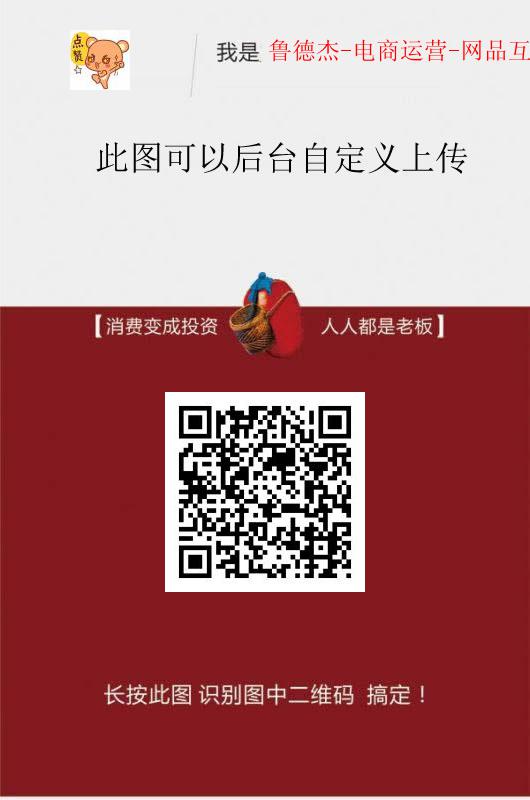 点赞
我是 鲁德杰-电商运营-网品互
此图可以后台自定义上传
【消费变成投资 人人都是老板】
长按此图 识别图中二维码 搞定！